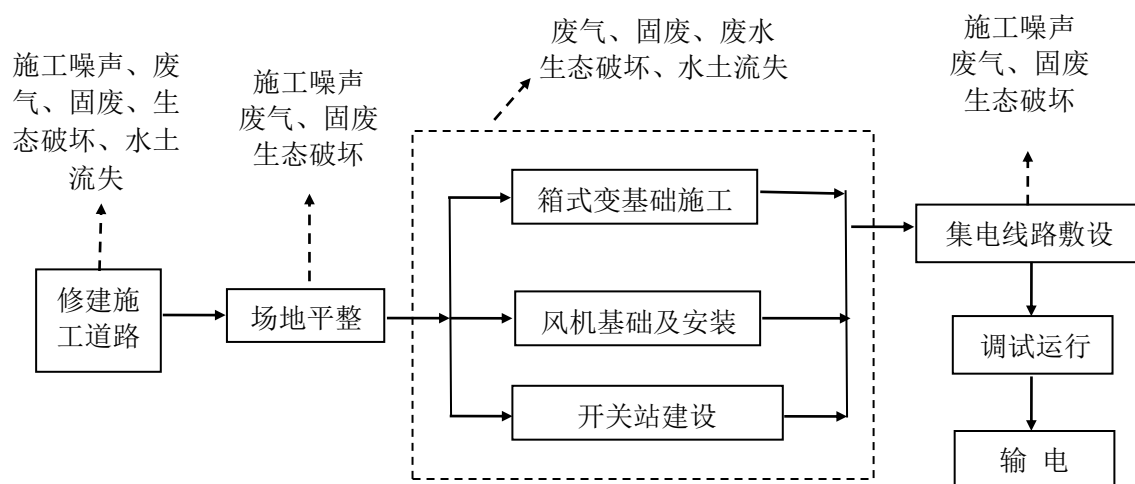 施工噪声、废
气、固废、生
态破坏、水土
流失
施工噪声
废气、固废
生态破坏
废气、固废、废水
生态破坏、水土流失
施工噪声
废气、固废
生态破坏
修建施
工道路
场地平整
箱式变基础施工
风机基础及安装
开关站建设
集电线路敷设
调试运行
输 电